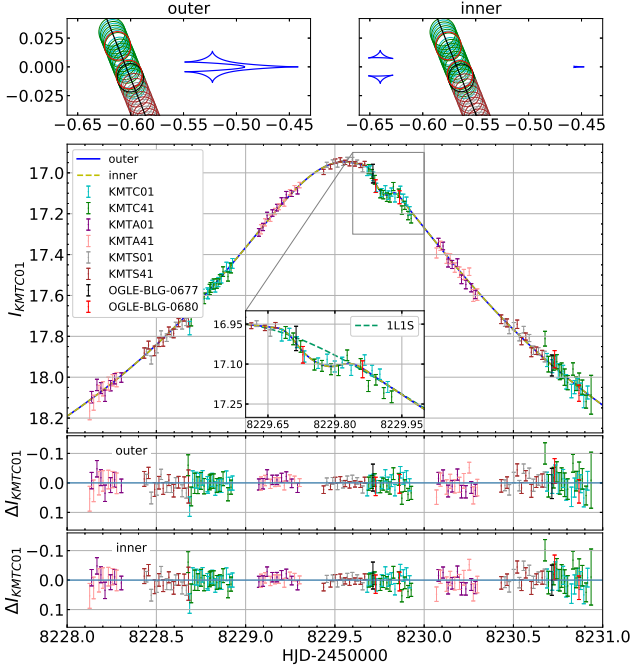 outer
inner
0.025
0.000
−0.025
−0.65 −0.60 −0.55 −0.50 −0.45
−0.65 −0.60 −0.55 −0.50 −0.45
17.0
17.2
17.4
17.6
17.8
18.0
18.2
I_KMTC01
outer
inner
KMTC01
KMTC41
KMTA01
KMTA41
KMTS01
KMTS41
OGLE-BLG-0677
OGLE-BLG-0680
16.95
17.10
17.25
1L1S
8229.65 8229.80 8229.95
−0.1
0.0
0.1
ΔI_KMTC01
outer
−0.1
0.0
0.1
ΔI_KMTC01
inner
8228.0 8228.5 8229.0 8229.5 8230.0 8230.5 8231.0
HJD-2450000